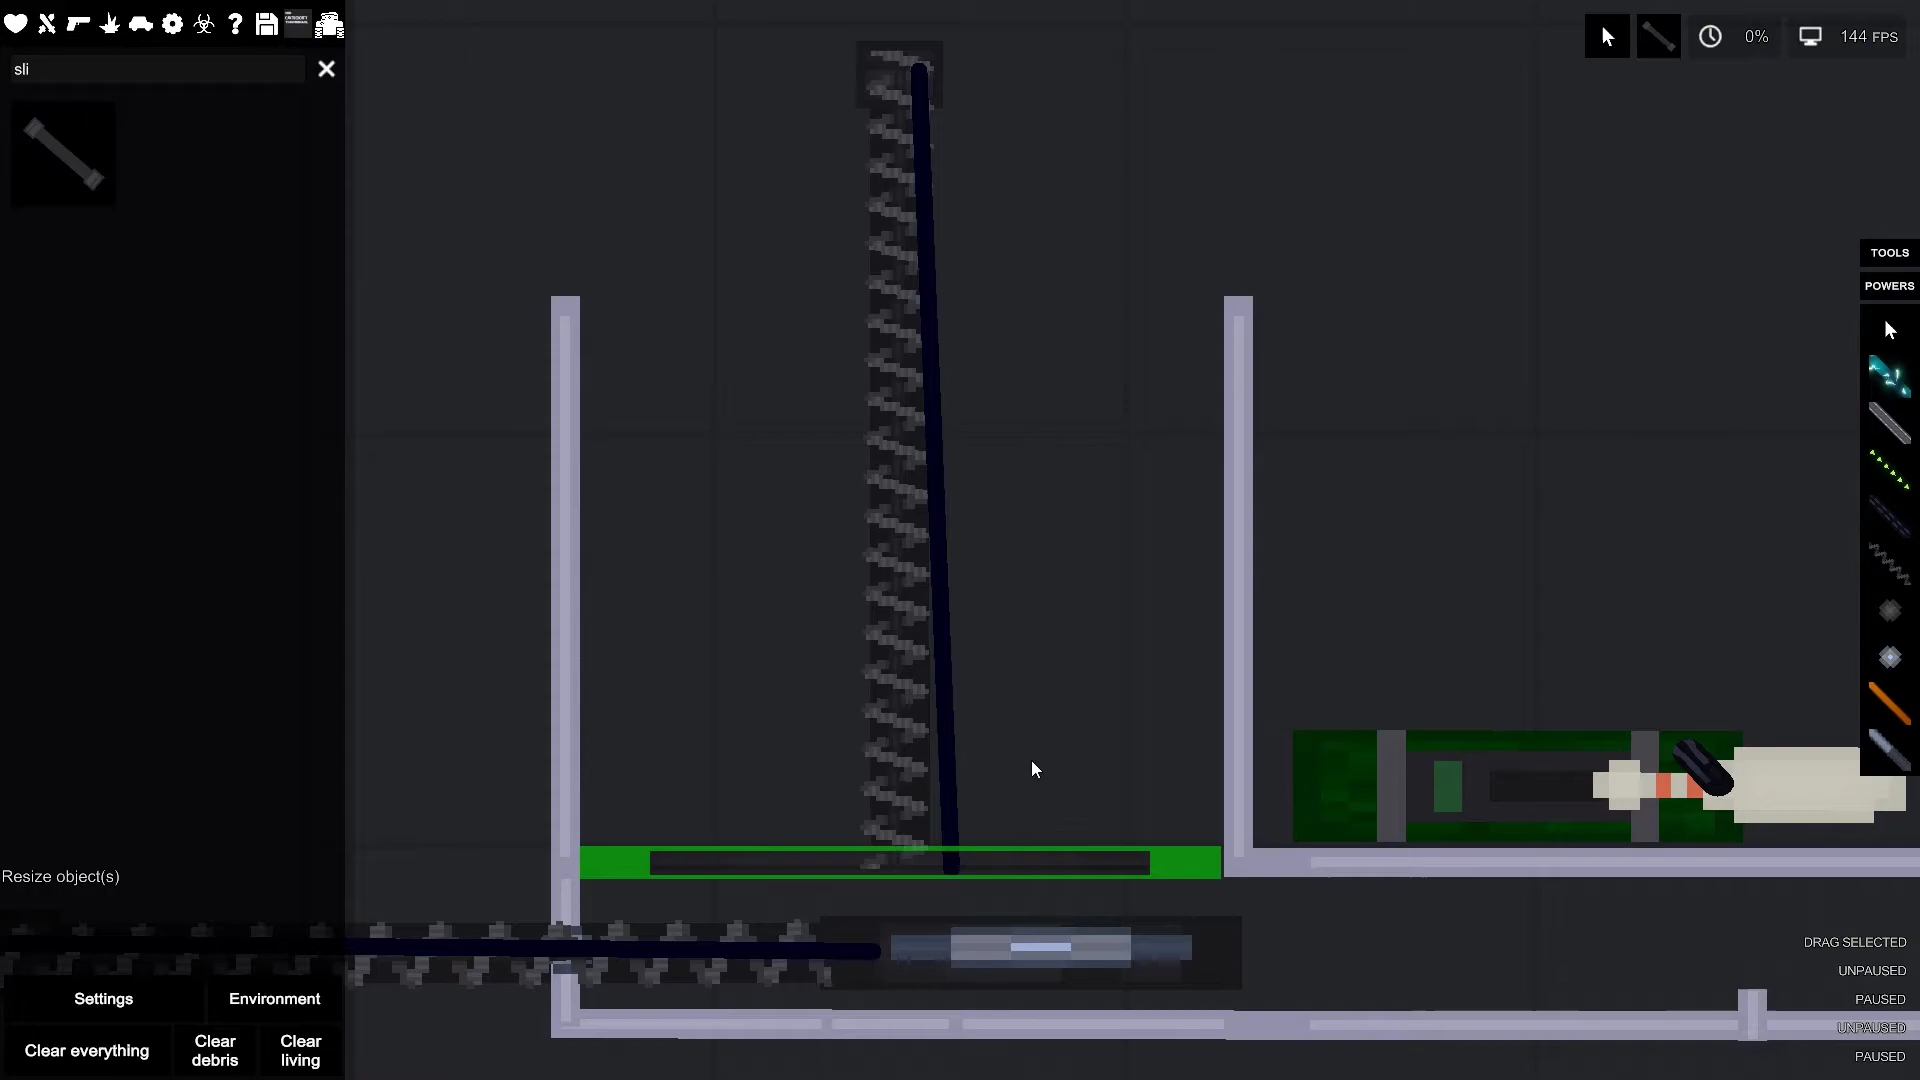 sli
0%
144 FPS
TOOLS
POWERS
Resize object(s)
Settings
Environment
Clear everything
Clear debris
Clear living
DRAG SELECTED
UNPAUSED
PAUSED
UNPAUSED
PAUSED